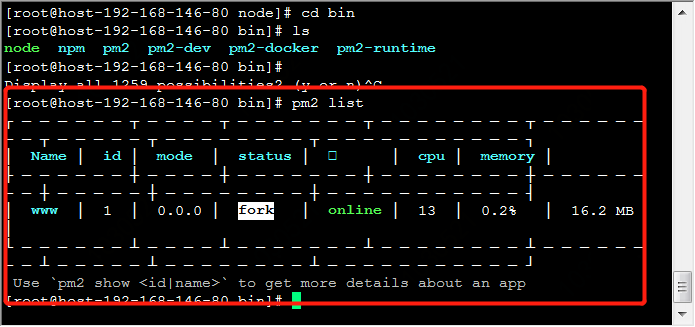 [root@host-192-168-146-80 node]# cd bin
[root@host-192-168-146-80 bin]# ls
node npm pm2 pm2-dev pm2-docker pm2-runtime
[root@host-192-168-146-80 bin]#
Display all 1259 possibilities? (y or n)^C
[root@host-192-168-146-80 bin]# pm2 list
Name │ id │ mode │ status │ │ cpu │ memory │
│ www │ 1 │ 0.0.0 │ fork │ online │ 13 │ 0.2% │ 16.2 MB
Use `pm2 show <id|name>` to get more details about an app
[root@host-192-168-146-80 bin]#